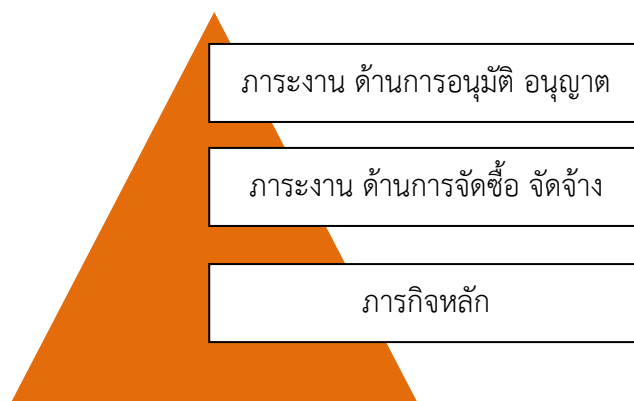 ภาระงาน ด้านการอนุมัติ อนุญาต
ภาระงาน ด้านการจัดซื้อ จัดจ้าง
ภารกิจหลัก